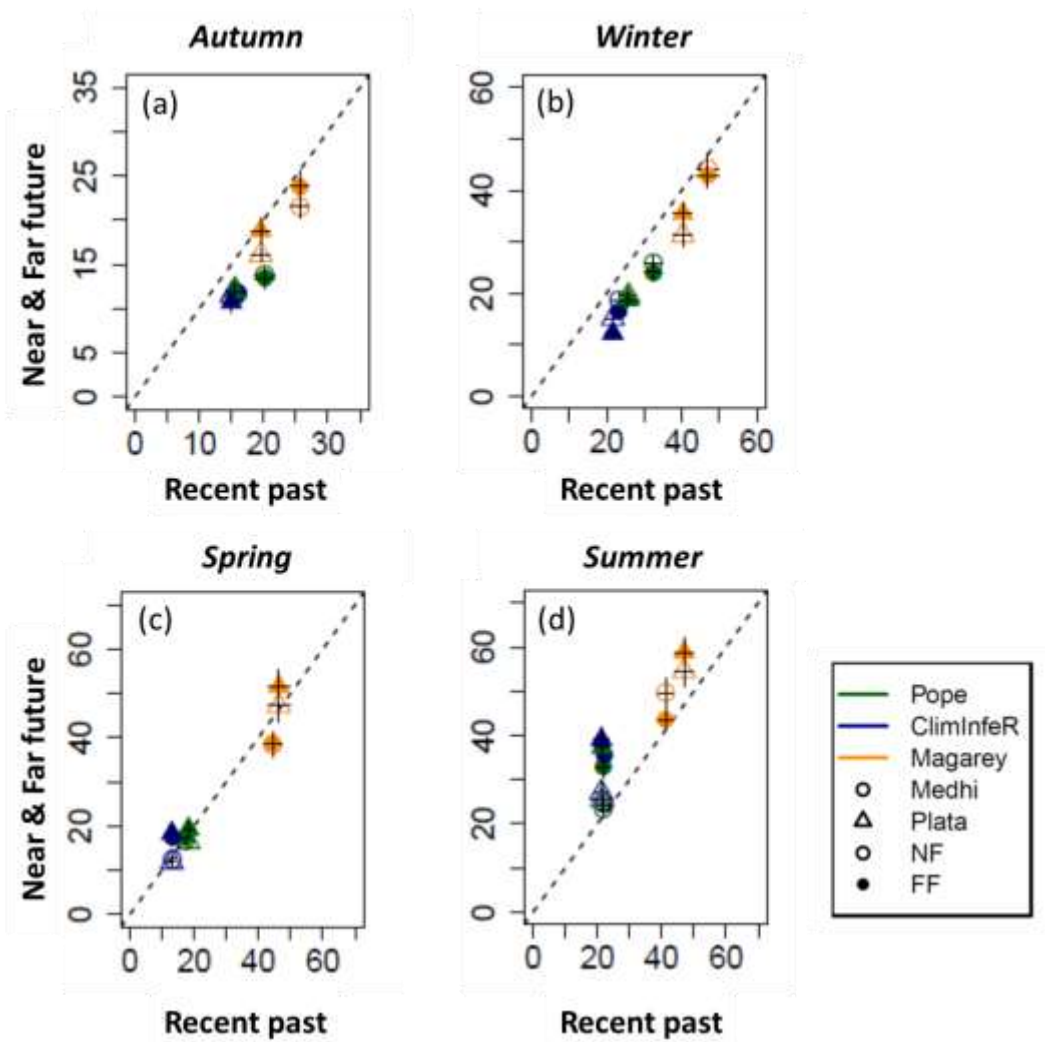 Autumn
Winter
Near & Far future
35
25
15
5
0
(a)
0 10 20 30
Recent past
60
40
20
0
(b)
0 20 40 60
Recent past
Spring
Summer
Near & Far future
60
40
20
0
(c)
0 20 40 60
Recent past
60
40
20
0
(d)
0 20 40 60
Recent past
Pope
ClimInfeR
Magarey
Medhi
Plata
NF
FF